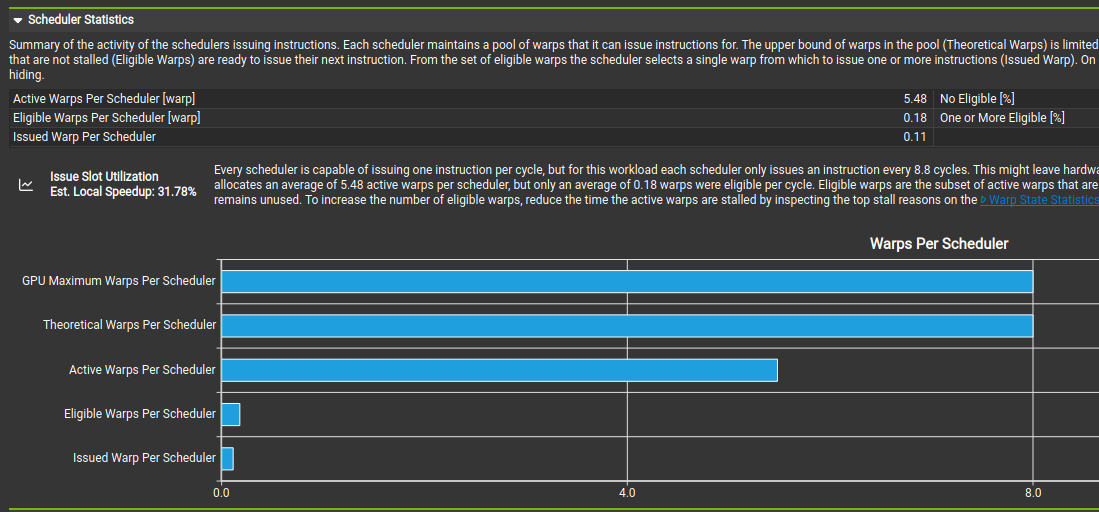 Scheduler Statistics
Summary of the activity of the schedulers issuing instructions. Each scheduler maintains a pool of warps that it can issue instructions for. The upper bound of warps in the pool (Theoretical Warps) is limited
that are not stalled (Eligible Warps) are ready to issue their next instruction. From the set of eligible warps the scheduler selects a single warp from which to issue one or more instructions (Issued Warp). On
hiding.
Active Warps Per Scheduler [warp] 5.48 No Eligible [%]
Eligible Warps Per Scheduler [warp] 0.18 One or More Eligible [%]
Issued Warp Per Scheduler 0.11
Issue Slot Utilization
Est. Local Speedup: 31.78%
Every scheduler is capable of issuing one instruction per cycle, but for this workload each scheduler only issues an instruction every 8.8 cycles. This might leave hardwa
allocates an average of 5.48 active warps per scheduler, but only an average of 0.18 warps were eligible per cycle. Eligible warps are the subset of active warps that are
remains unused. To increase the number of eligible warps, reduce the time the active warps are stalled by inspecting the top stall reasons on the Warp State Statistics
Warps Per Scheduler
GPU Maximum Warps Per Scheduler
Theoretical Warps Per Scheduler
Active Warps Per Scheduler
Eligible Warps Per Scheduler
Issued Warp Per Scheduler
0.0 4.0 8.0